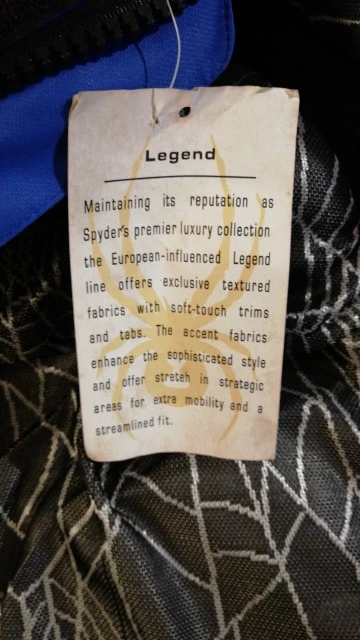 Legend
Maintaining its reputation as
Spyder's premier luxury collection
the European-influenced Legend
line offers exclusive textured
fabrics with soft-touch trims
and tabs. The accent fabrics
enhance the sophisticated style
and offer stretch in strategic
areas for extra mobility and a
streamlined fit.